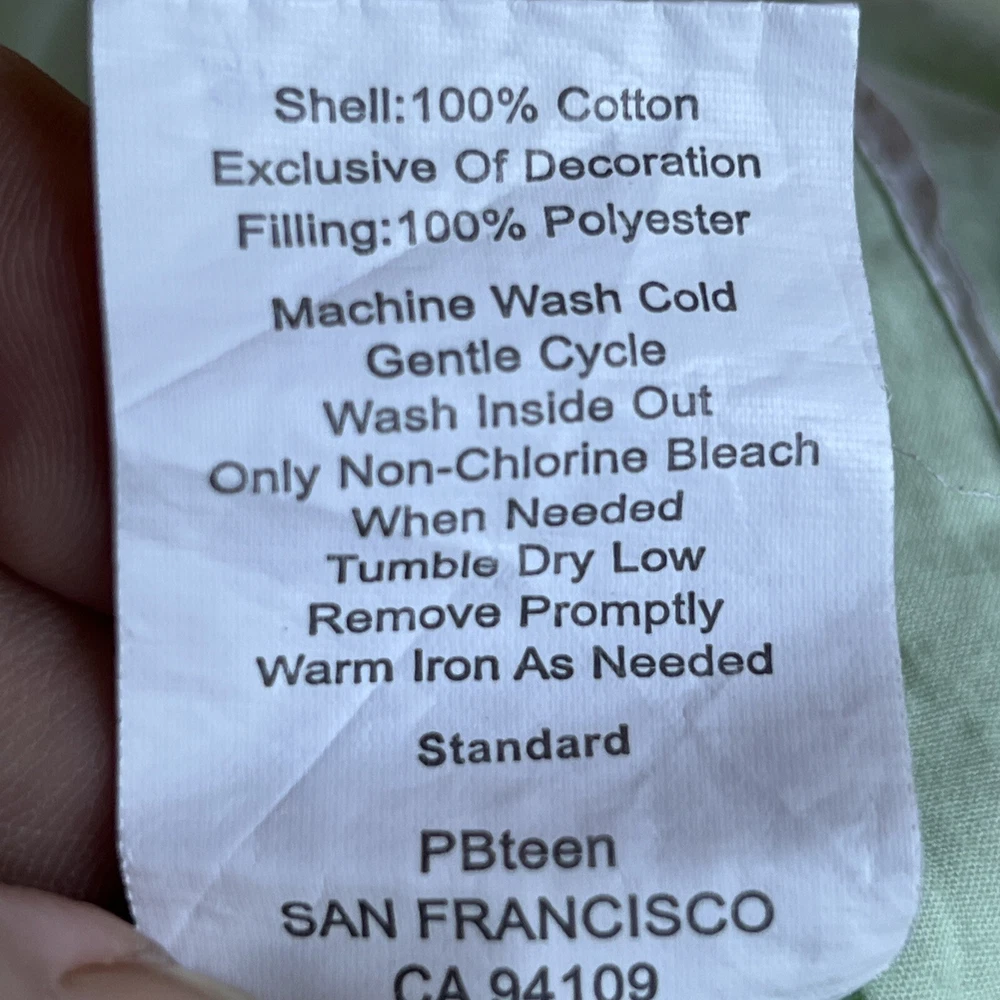 Shell:100% Cotton
Exclusive Of Decoration
Filling:100% Polyester
Machine Wash Cold
Gentle Cycle
Wash Inside Out
Only Non-Chlorine Bleach
When Needed
Tumble Dry Low
Remove Promptly
Warm Iron As Needed
Standard
PBteen
SAN FRANCISCO
CA 94109